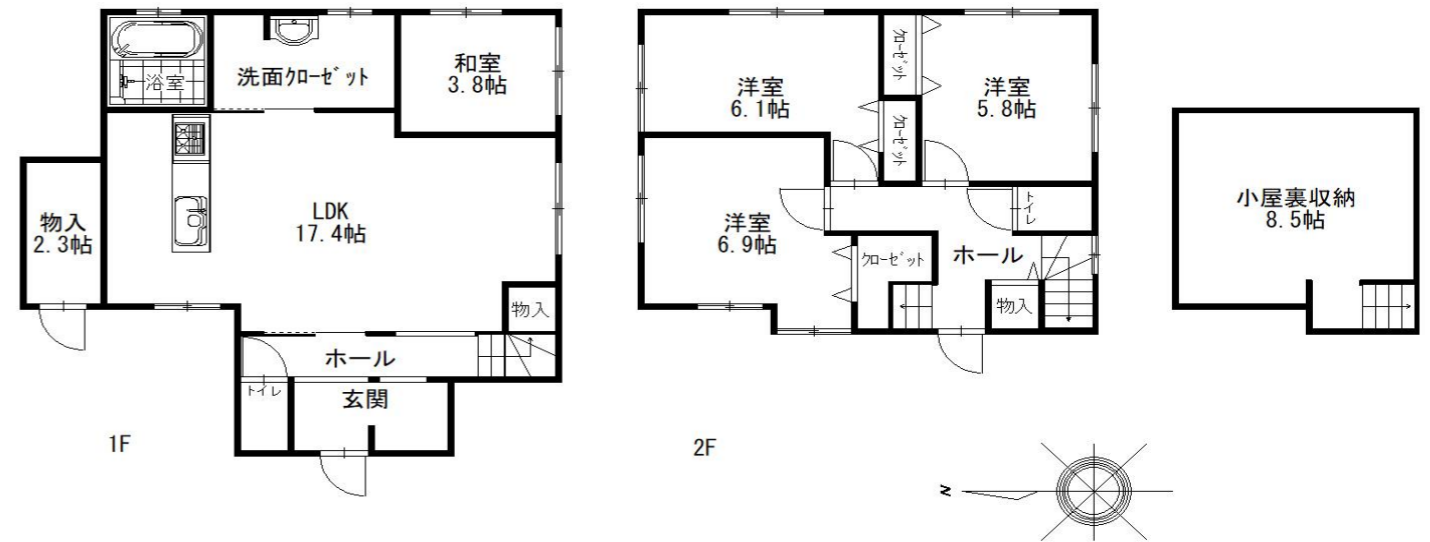 浴室
洗面クローゼット
和室
3.8帖
物入
2.3帖
LDK
17.4帖
物入
ホール
トイレ
玄関
1F
洋室
6.1帖
クローゼット
クローゼット
洋室
5.8帖
洋室
6.9帖
クローゼット
トイレ
ホール
物入
2F
小屋裏収納
8.5帖
N